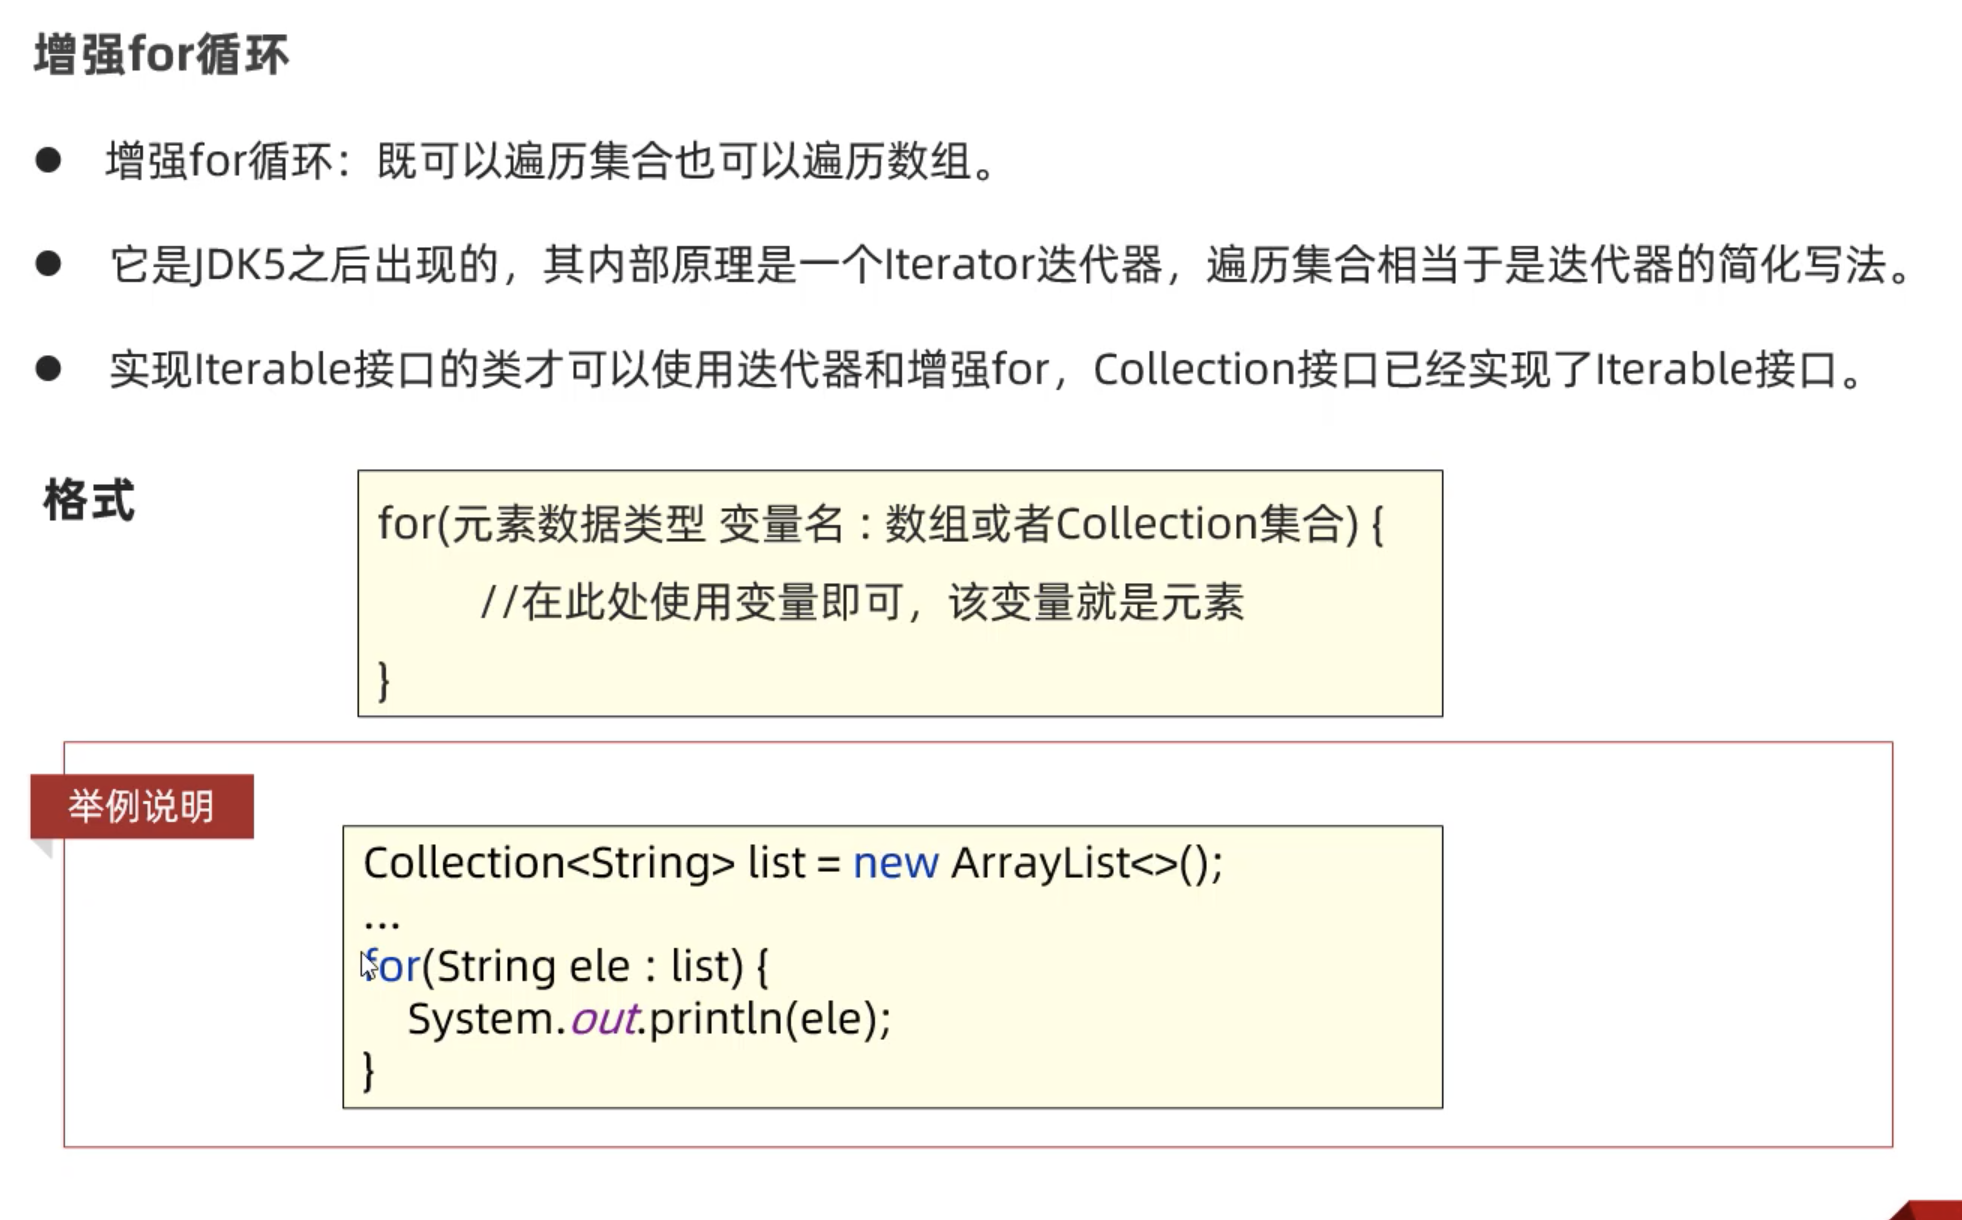 增强for循环
增强for循环：既可以遍历集合也可以遍历数组。
它是JDK5之后出现的，其内部原理是一个Iterator迭代器，遍历集合相当于是迭代器的简化写法。
实现Iterable接口的类才可以使用迭代器和增强for，Collection接口已经实现了Iterable接口。
格式
for(元素数据类型 变量名 : 数组或者Collection集合) {
//在此处使用变量即可，该变量就是元素
}
举例说明
Collection<String> list = new ArrayList<>();
...
for(String ele : list) {
System.out.println(ele);
}